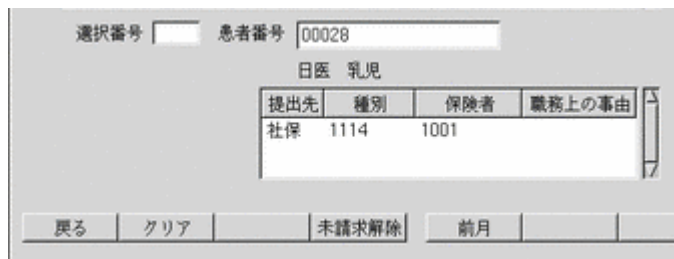 選択番号 患者番号 00028
日医 乳児
提出先 種別 保険者 職務上の事由
社保 1114 1001
戻る クリア 未請求解除 前月